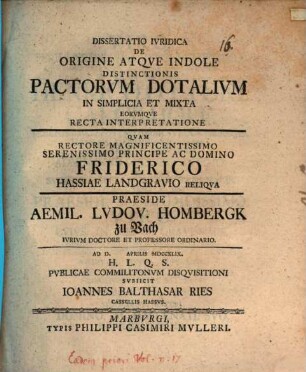 16.
DISSERTATIO IVRIDICA
DE
ORIGINE ATQVE INDOLE
DISTINCTIONIS
PACTORVM DOTALIVM
IN SIMPLICIA ET MIXTA
EORVMQVE
RECTA INTERPRETATIONE
QVAM
RECTORE MAGNIFICENTISSIMO
SERENISSIMO PRINCIPE AC DOMINO
FRIDERICO
HASSIAE LANDGRAVIO RELIQVA
PRAESIDE
AEMIL. LVDOV. HOMBERGK
zu Vach
IVRIVM DOCTORE ET PROFESSORE ORDINARIO.
AD D. APRILIS MDCCXLIX.
H. L. Q. S.
PVBLICAE COMMILITONVM DISQVISITIONI
SVBIICIT
IOANNES BALTHASAR RIES
CASSELLIS HASSVS.
MARBVRGI,
TYPIS PHILIPPI CASIMIRI MVLLERI.